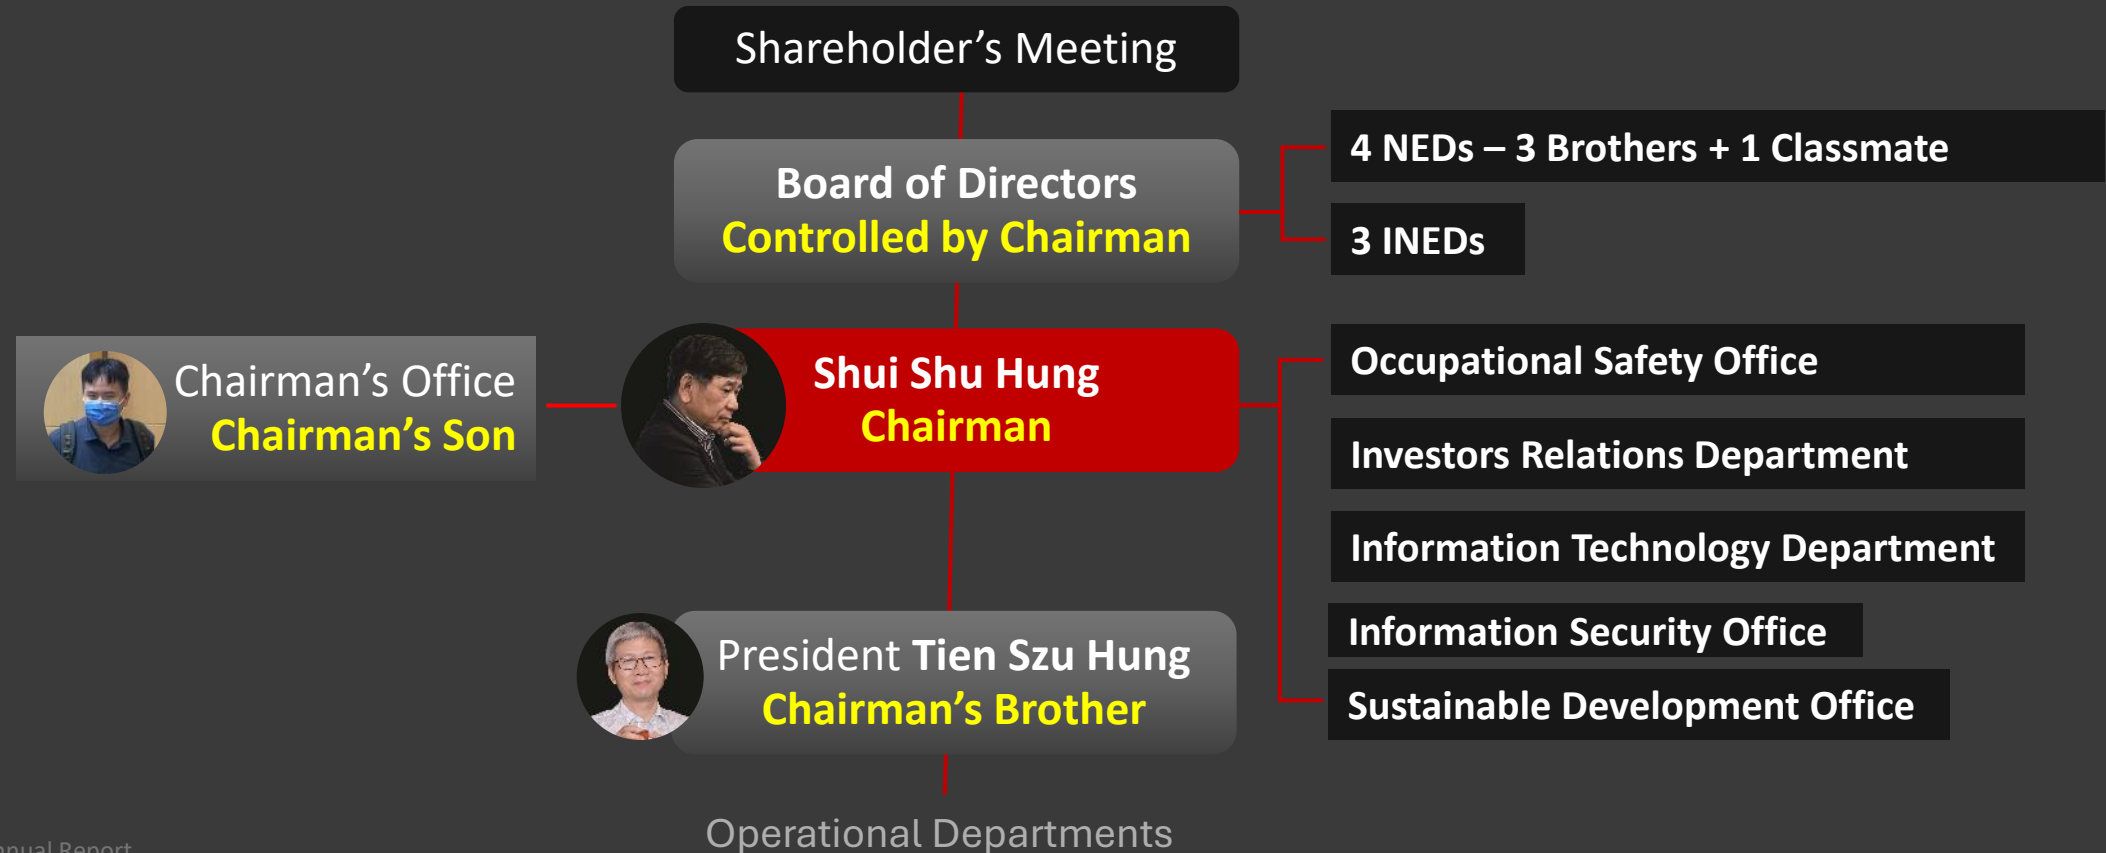 Shareholder’s Meeting
Board of Directors
Controlled by Chairman
4 NEDs – 3 Brothers + 1 Classmate
3 INEDs
Chairman’s Office
Chairman’s Son
Shui Shu Hung
Chairman
Occupational Safety Office
Investors Relations Department
Information Technology Department
Information Security Office
Sustainable Development Office
President Tien Szu Hung
Chairman’s Brother
Operational Departments
Report